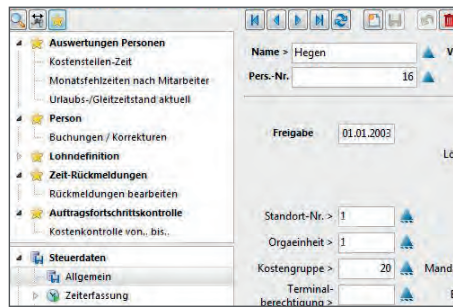 Auswertungen Personen
Kostenstellen-Zeit
Monatsfehlzeiten nach Mitarbeiter
Urlaubs-/Gleitzeitstand aktuell
Person
Buchungen / Korrekturen
Lohndefinition
Zeit-Rückmeldungen
Rückmeldungen bearbeiten
Auftragsfortschrittskontrolle
Kostenkontrolle von.. bis..
Steuerdaten
Allgemein
Zeiterfassung
Name > Hegen V
Pers.-Nr. 16
Freigabe 01.01.2003
Lö
Standort-Nr. > 1
Orgaeinheit > 1
Kostengruppe > 20 Mand
Terminal-
berechtigung >